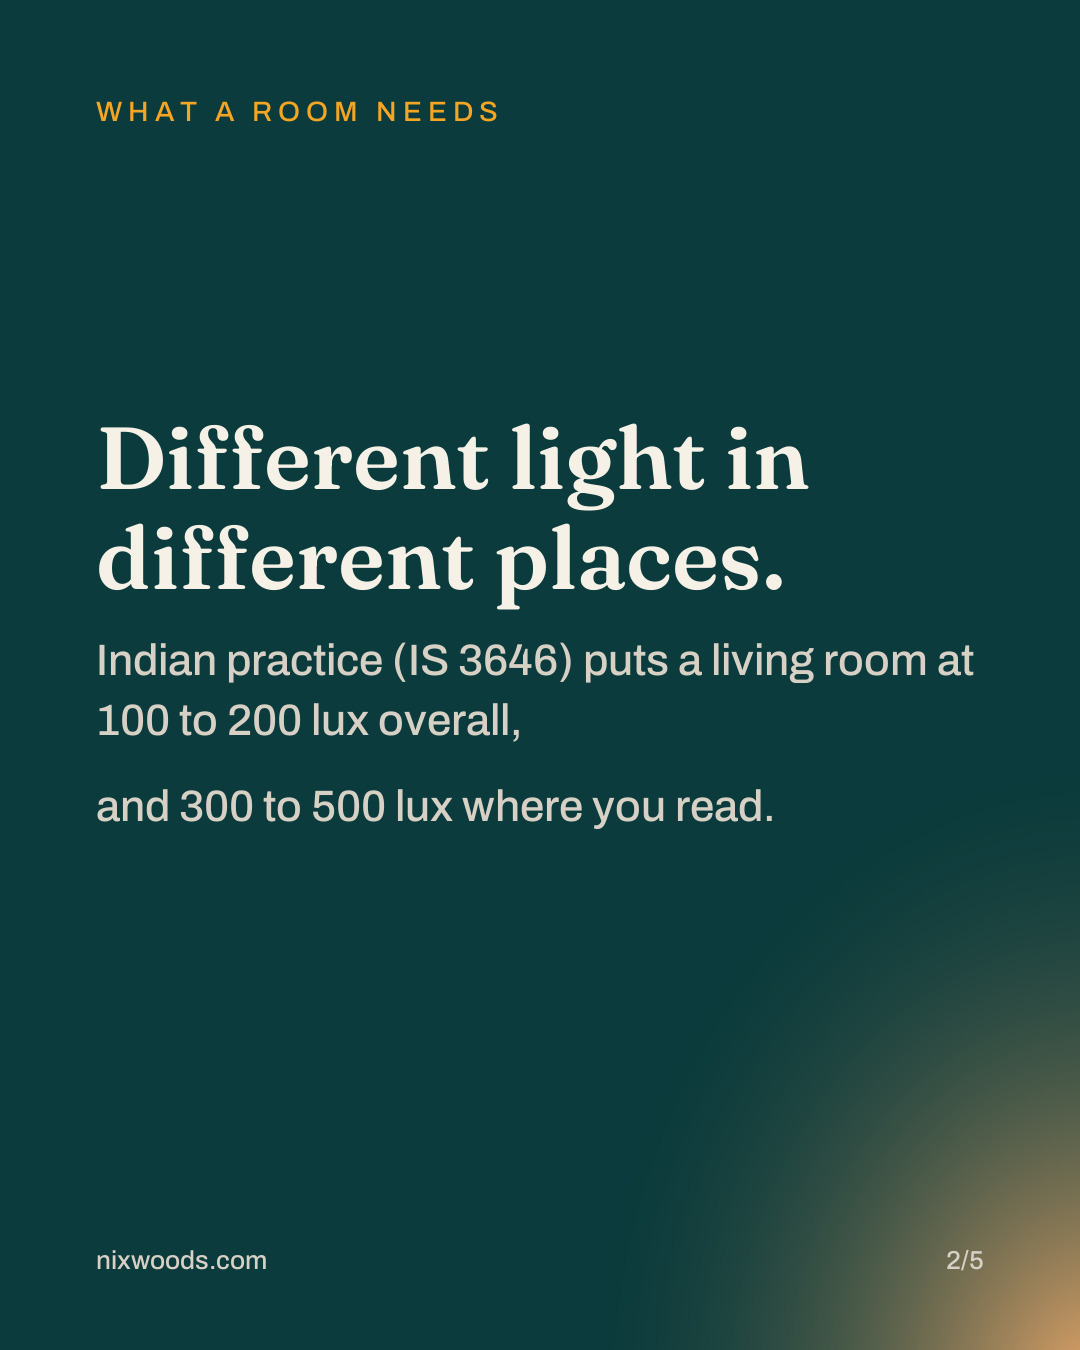 WHAT A ROOM NEEDS
Different light in
different places.
Indian practice (IS 3646) puts a living room at
100 to 200 lux overall,
and 300 to 500 lux where you read.
nixwoods.com
2/5